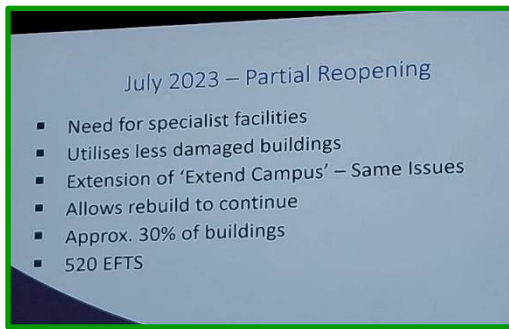 July 2023 – Partial Reopening
▪ Need for specialist facilities
▪ Utilises less damaged buildings
▪ Extension of 'Extend Campus' – Same Issues
▪ Allows rebuild to continue
▪ Approx. 30% of buildings
▪ 520 EFTS